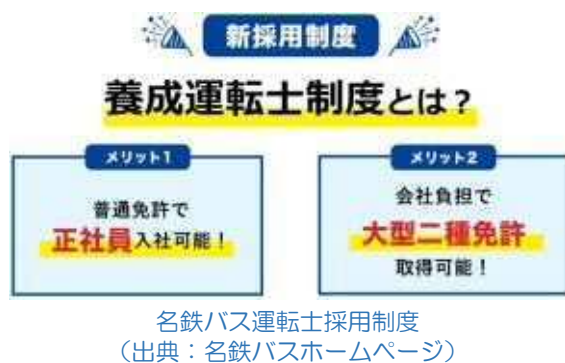 新採用制度
養成運転士制度とは？
メリット1
普通免許で
正社員入社可能！
メリット2
会社負担で
大型二種免許
取得可能！
名鉄バス運転士採用制度
（出典：名鉄バスホームページ）